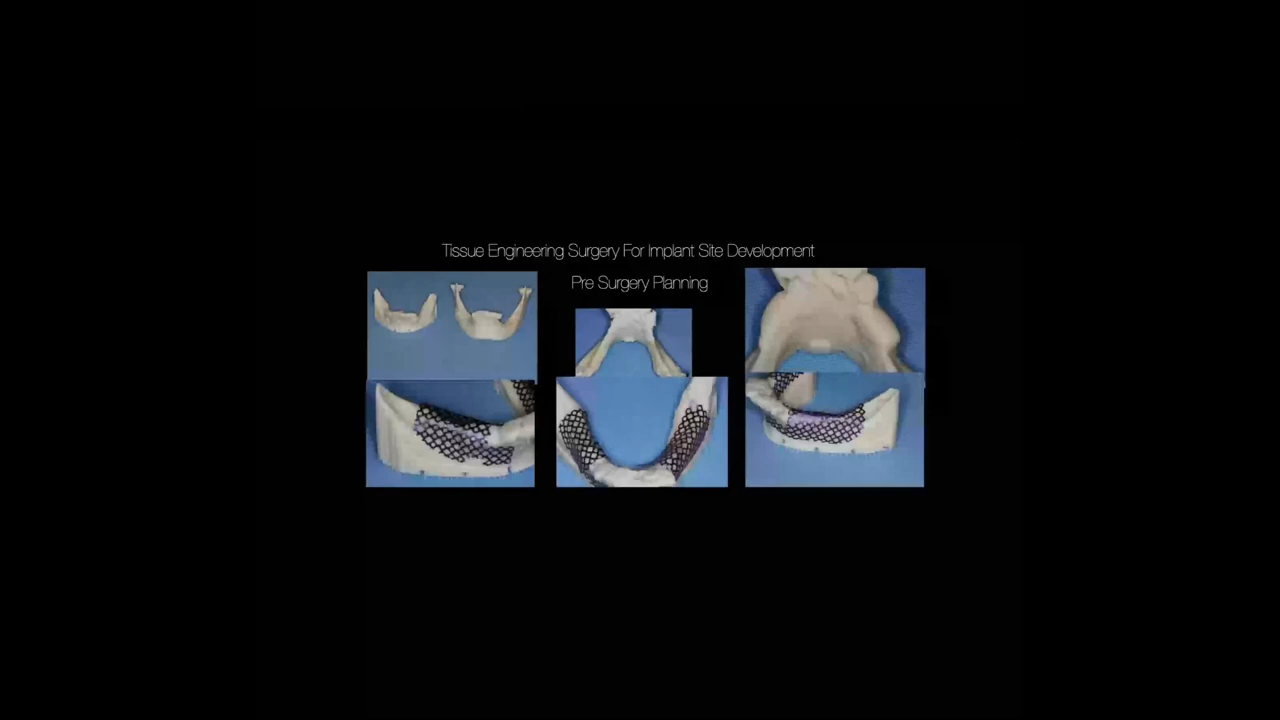 Tissue Engineering Surgery For Implant Site Development
Pre Surgery Planning